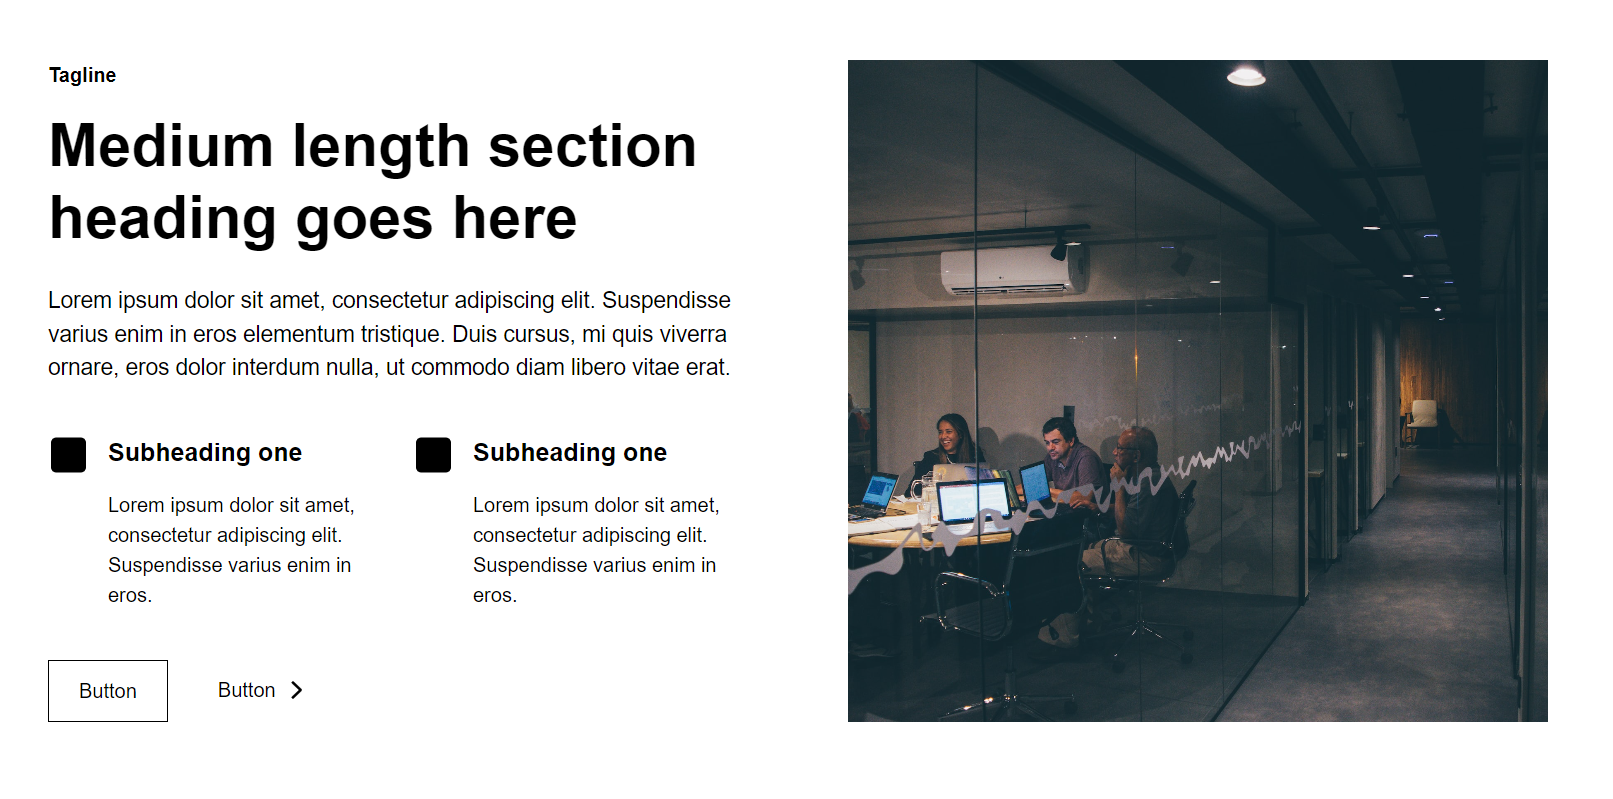 Tagline
Medium length section
heading goes here
Lorem ipsum dolor sit amet, consectetur adipiscing elit. Suspendisse
varius enim in eros elementum tristique. Duis cursus, mi quis viverra
ornare, eros dolor interdum nulla, ut commodo diam libero vitae erat.
Subheading one
Lorem ipsum dolor sit amet,
consectetur adipiscing elit.
Suspendisse varius enim in
eros.
Subheading one
Lorem ipsum dolor sit amet,
consectetur adipiscing elit.
Suspendisse varius enim in
eros.
Button
Button